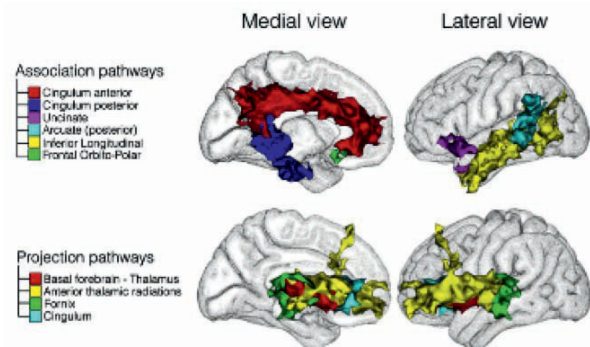 Medial view
Lateral view
Association pathways
Cingulum anterior
Cingulum posterior
Uncinate
Arcuate (posterior)
Inferior Longitudinal
Frontal Orbito-Polar
Projection pathways
Basal forebrain - Thalamus
Anterior thalamic radiations
Fornix
Cingulum